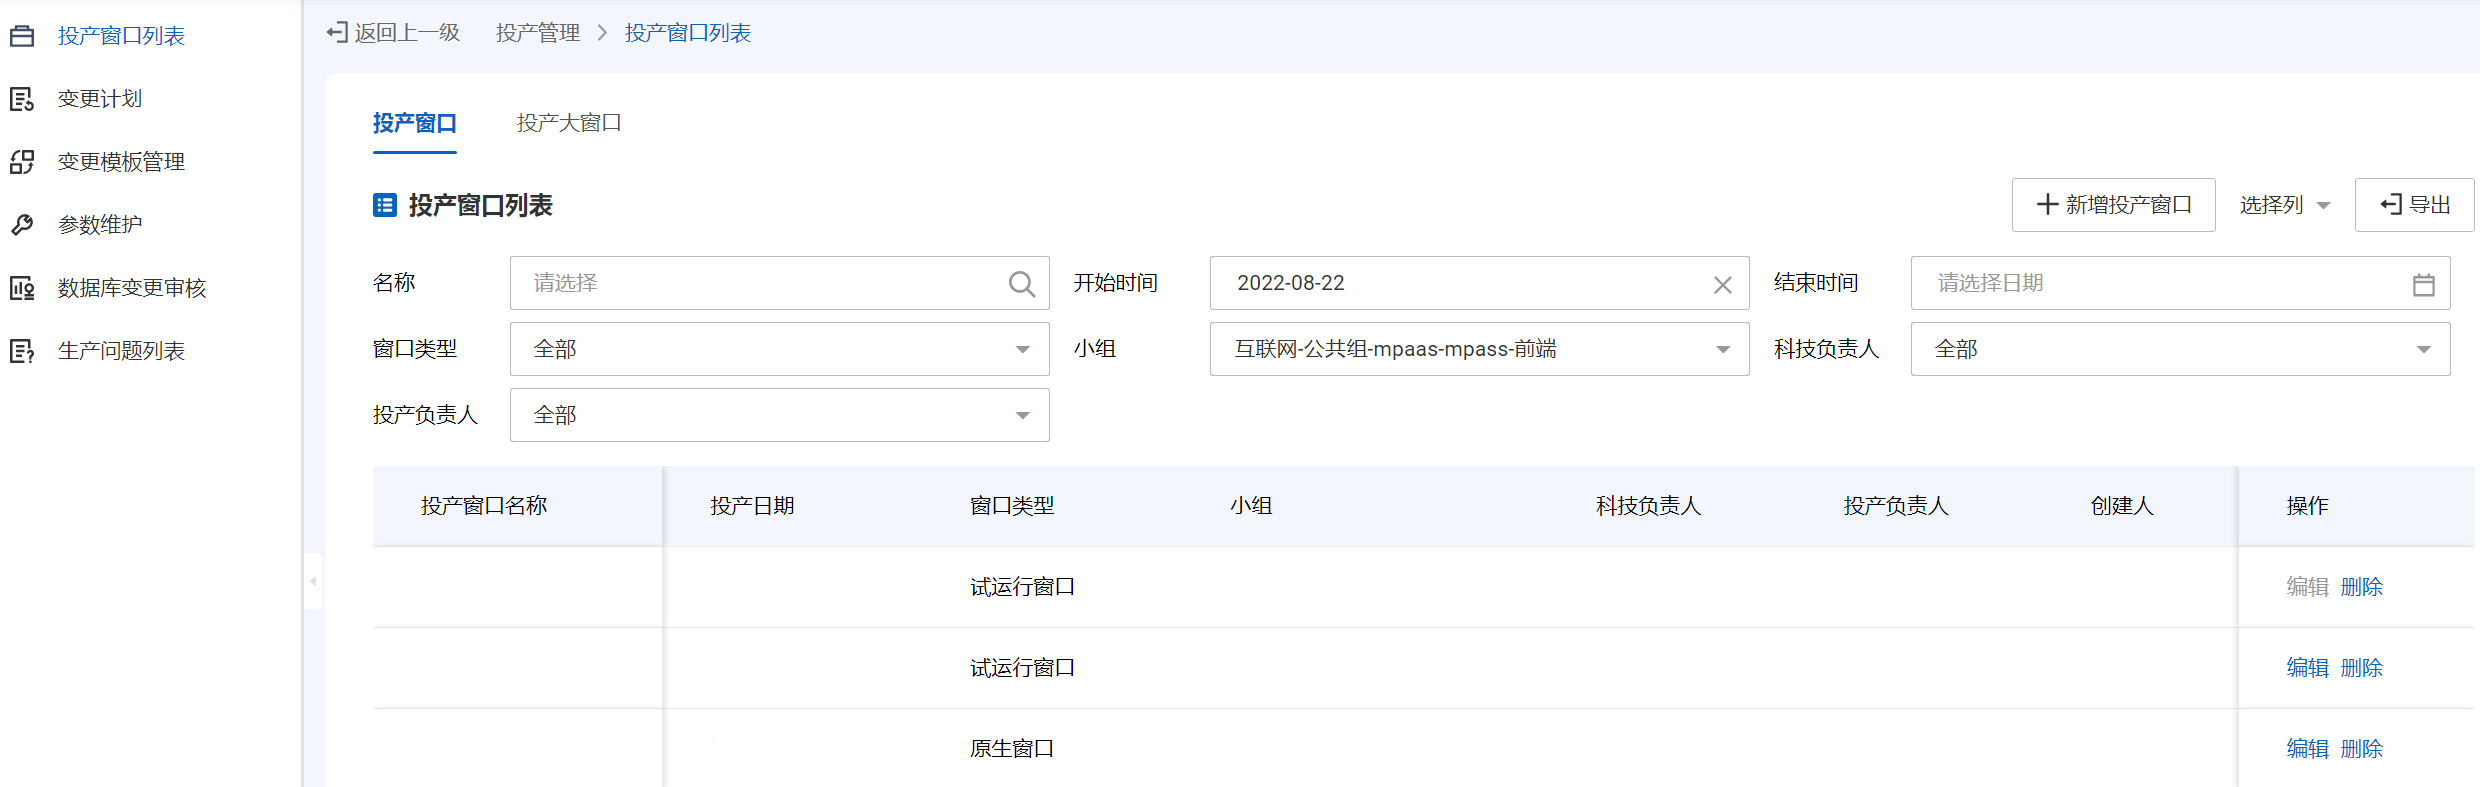 投产窗口列表
变更计划
变更模板管理
参数维护
数据库变更审核
生产问题列表
返回上一级 投产管理 投产窗口列表
投产窗口 投产大窗口
投产窗口列表 新增投产窗口 选择列 导出
名称 请选择 开始时间 2022-08-22 结束时间 请选择日期
窗口类型 全部 小组 互联网-公共组-mpaas-mpass-前端 科技负责人 全部
投产负责人 全部
投产窗口名称 投产日期 窗口类型 小组 科技负责人 投产负责人 创建人 操作
试运行窗口 编辑 删除
试运行窗口 编辑 删除
原生窗口 编辑 删除